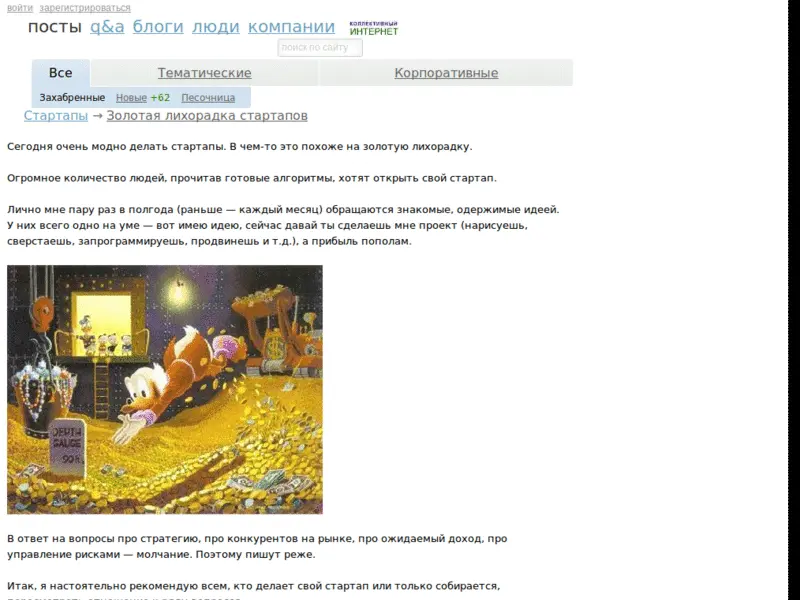 войти зарегистрироваться
посты q&a блоги люди компании
КОЛЛЕКТИВНЫЙ
ИНТЕРНЕТ
поиск по сайту
Все Тематические Корпоративные
Захабренные Новые +62 Песочница
Стартапы → Золотая лихорадка стартапов
Сегодня очень модно делать стартапы. В чем-то это похоже на золотую лихорадку.
Огромное количество людей, прочитав готовые алгоритмы, хотят открыть свой стартап.
Лично мне пару раз в полгода (раньше — каждый месяц) обращаются знакомые, одержимые идеей.
У них всего одно на уме — вот имею идею, сейчас давай ты сделаешь мне проект (нарисуешь,
сверстаешь, запрограммируешь, продвинешь и т.д.), а прибыль пополам.
DEPTH
GAUGE
90
В ответ на вопросы про стратегию, про конкурентов на рынке, про ожидаемый доход, про
управление рисками — молчание. Поэтому пишут реже.
Итак, я настоятельно рекомендую всем, кто делает свой стартап или только собирается,